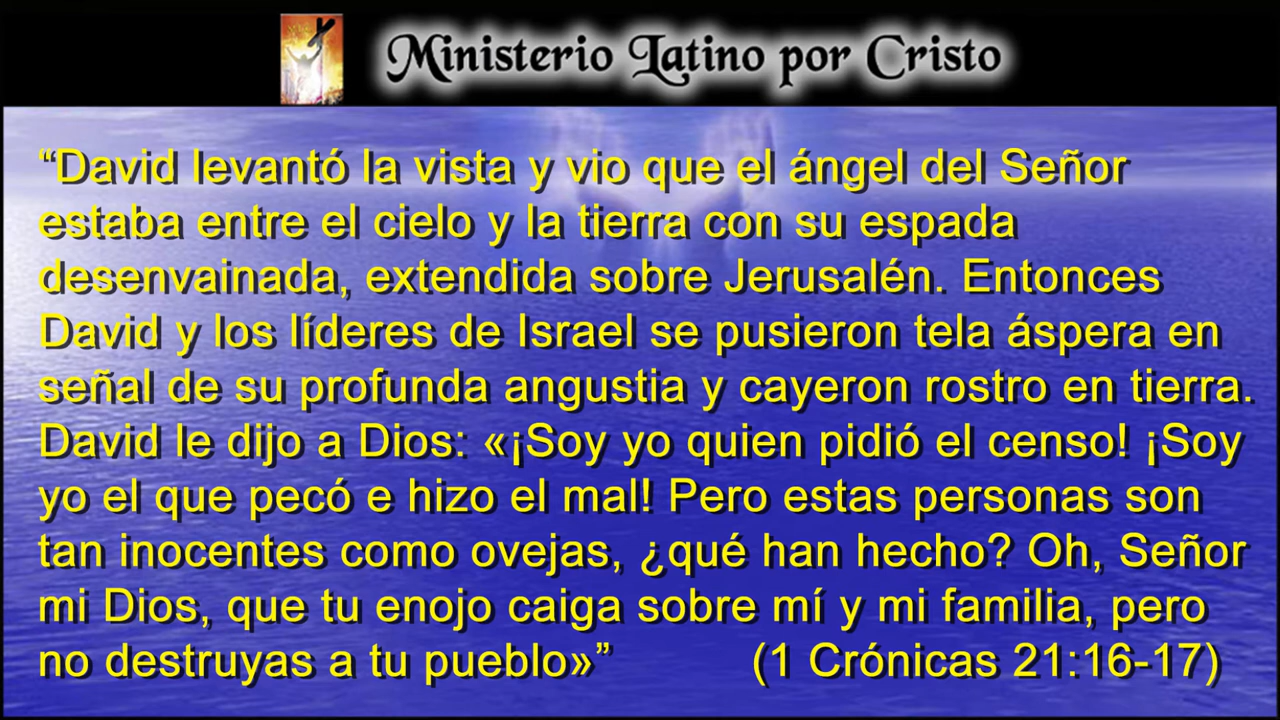 Ministerio Latino por Cristo
“David levantó la vista y vio que el ángel del Señor
estaba entre el cielo y la tierra con su espada
desenvainada, extendida sobre Jerusalén. Entonces
David y los líderes de Israel se pusieron tela áspera en
señal de su profunda angustia y cayeron rostro en tierra.
David le dijo a Dios: «¡Soy yo quien pidió el censo! ¡Soy
yo el que pecó e hizo el mal! Pero estas personas son
tan inocentes como ovejas, ¿qué han hecho? Oh, Señor
mi Dios, que tu enojo caiga sobre mí y mi familia, pero
no destruyas a tu pueblo»” (1 Crónicas 21:16-17)